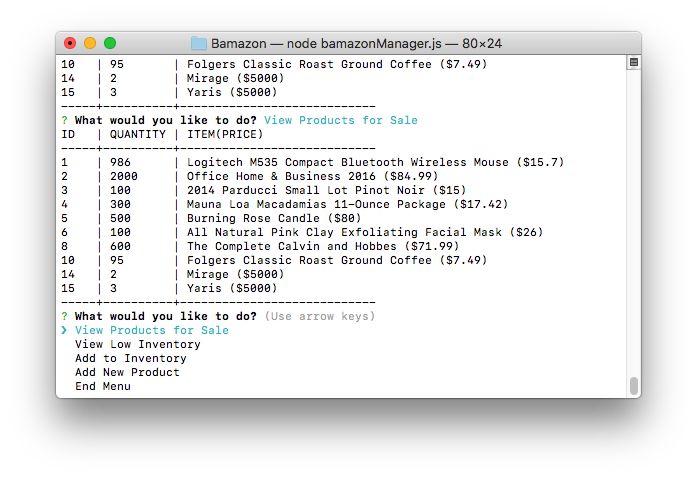 Bamazon — node bamazonManager.js — 80×24
10   | 95       | Folgers Classic Roast Ground Coffee ($7.49)
14   | 2        | Mirage ($5000)
15   | 3        | Yaris ($5000)
-----+----------+----------------------------
? What would you like to do? View Products for Sale
ID   | QUANTITY | ITEM(PRICE)
-----+----------+----------------------------
1    | 986      | Logitech M535 Compact Bluetooth Wireless Mouse ($15.7)
2    | 2000     | Office Home & Business 2016 ($84.99)
3    | 100      | 2014 Parducci Small Lot Pinot Noir ($15)
4    | 300      | Mauna Loa Macadamias 11-Ounce Package ($17.42)
5    | 500      | Burning Rose Candle ($80)
6    | 100      | All Natural Pink Clay Exfoliating Facial Mask ($26)
8    | 600      | The Complete Calvin and Hobbes ($71.99)
10   | 95       | Folgers Classic Roast Ground Coffee ($7.49)
14   | 2        | Mirage ($5000)
15   | 3        | Yaris ($5000)
-----+----------+----------------------------
? What would you like to do? (Use arrow keys)
❯ View Products for Sale
  View Low Inventory
  Add to Inventory
  Add New Product
  End Menu